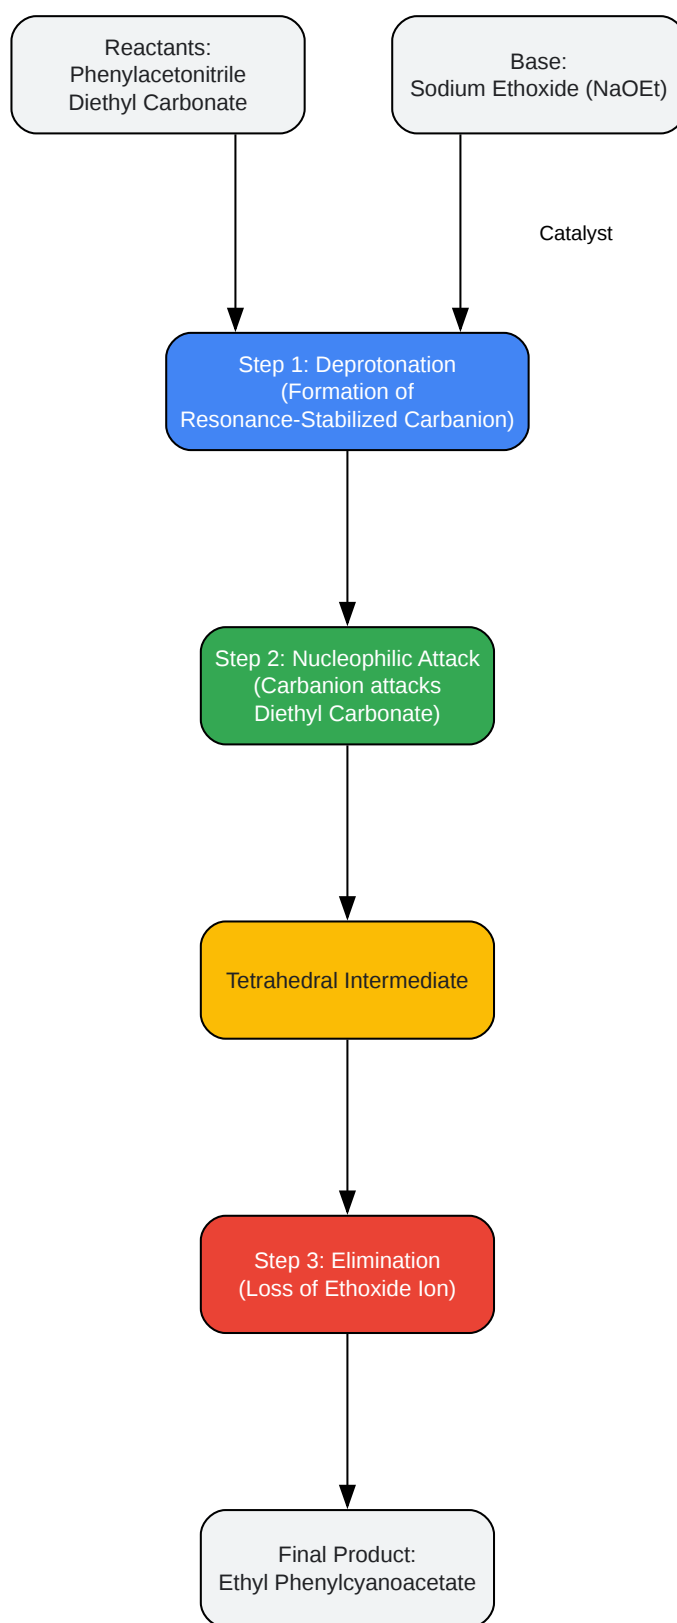 Reactants:
Phenylacetonitrile
Diethyl Carbonate
Base:
Sodium Ethoxide (NaOEt)
Catalyst
Step 1: Deprotonation
(Formation of
Resonance-Stabilized Carbanion)
Step 2: Nucleophilic Attack
(Carbanion attacks
Diethyl Carbonate)
Tetrahedral Intermediate
Step 3: Elimination
(Loss of Ethoxide Ion)
Final Product:
Ethyl Phenylcyanoacetate